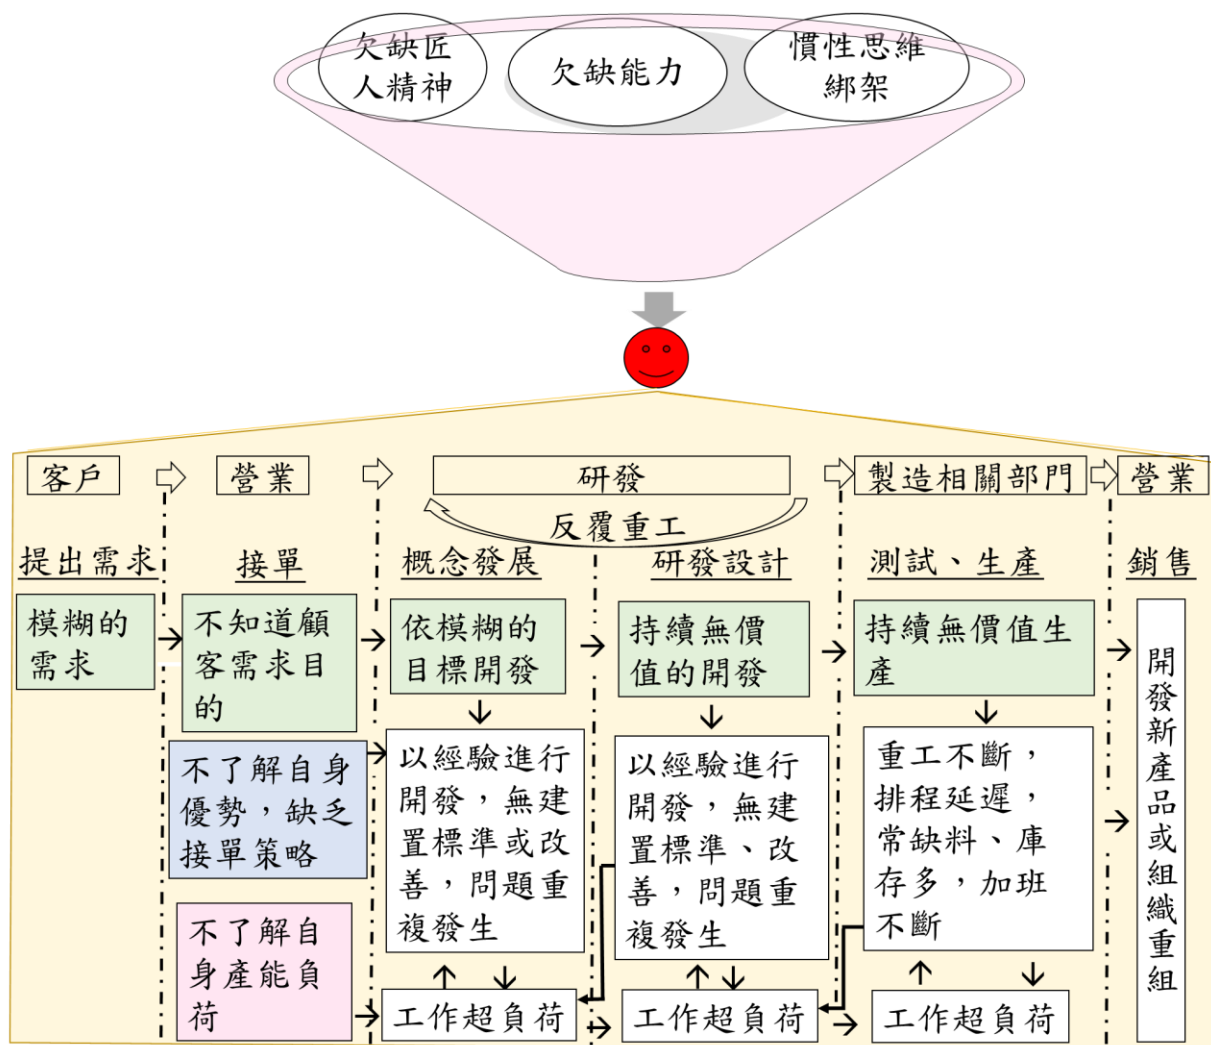 欠缺匠
人精神
欠缺能力
慣性思維
綁架
客戶
營業
研發
製造相關部門
營業
反覆重工
提出需求
接單
概念發展
研發設計
測試、生產
銷售
模糊的
需求
不知道顧
客需求目
的
依模糊的
目標開發
持續無價
值的開發
持續無價值生
產
不了解自身
優勢，缺乏
接單策略
以經驗進行
開發，無建
置標準或改
善，問題重
複發生
以經驗進行
開發，無建
置標準、改
善，問題重
複發生
重工不斷，
排程延遲，
常缺料、庫
存多，加班
不斷
開發新產品或組織重組
不了解自
身產能負
荷
工作超負荷
工作超負荷
工作超負荷